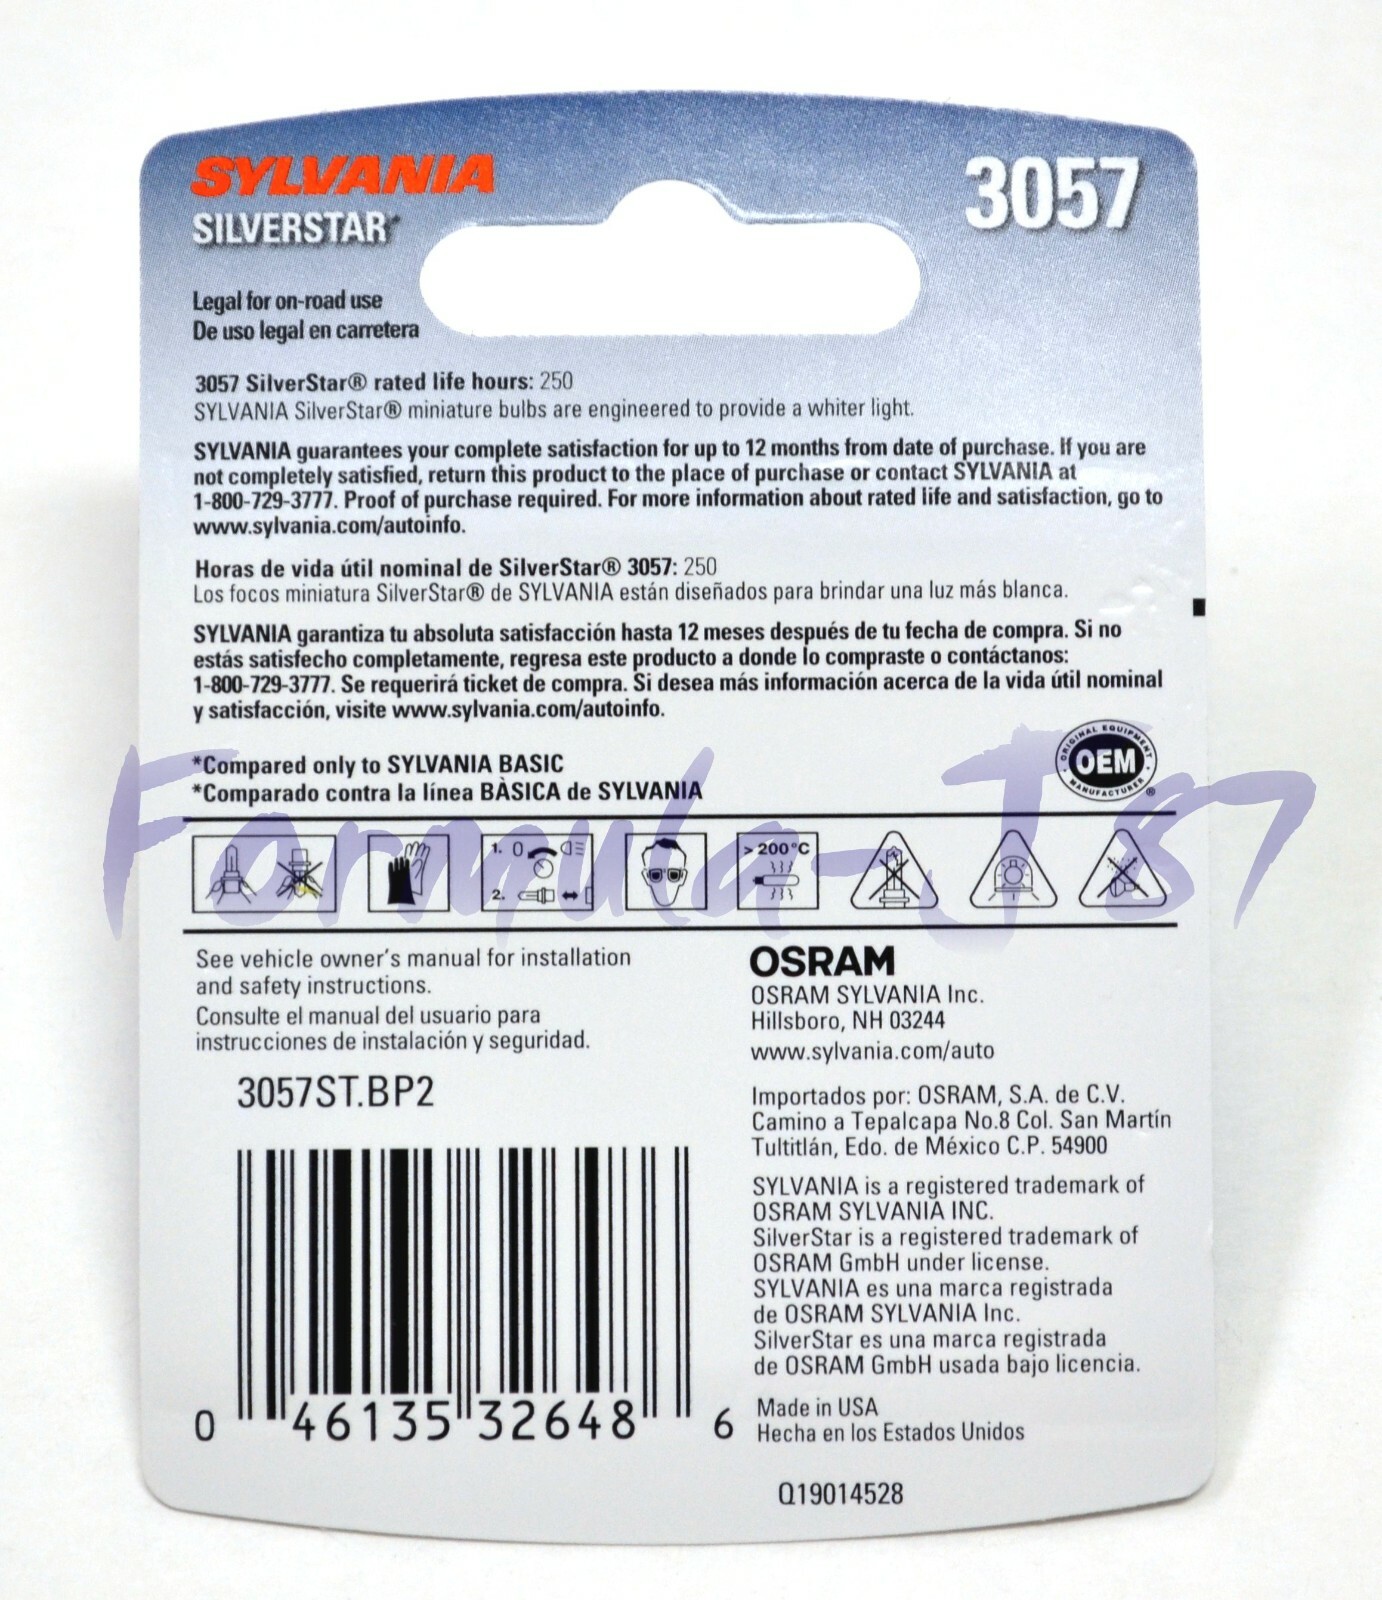 SYLVANIA
SILVERSTAR*
3057
Legal for on-road use
De uso legal en carretera
3057 SilverStar® rated life hours: 250
SYLVANIA SilverStar® miniature bulbs are engineered to provide a whiter light.
SYLVANIA guarantees your complete satisfaction for up to 12 months from date of purchase. If you are
not completely satisfied, return this product to the place of purchase or contact SYLVANIA at
1-800-729-3777. Proof of purchase required. For more information about rated life and satisfaction, go to
www.sylvania.com/autoinfo.
Horas de vida útil nominal de SilverStar® 3057: 250
Los focos miniatura SilverStar® de SYLVANIA están diseñados para brindar una luz más blanca.
SYLVANIA garantiza tu absoluta satisfacción hasta 12 meses después de tu fecha de compra. Si no
estás satisfecho completamente, regresa este producto a donde lo compraste o contáctanos:
1-800-729-3777. Se requerirá ticket de compra. Si desea más información acerca de la vida útil nominal
y satisfacción, visite www.sylvania.com/autoinfo.
*Compared only to SYLVANIA BASIC
*Comparado contra la línea BÀSICA de SYLVANIA
ORIGINAL EQUIPMENT
OEM
MANUFACTURER ®
Formula-J87
1. 0
2.
> 200°C
See vehicle owner's manual for installation
and safety instructions.
Consulte el manual del usuario para
instrucciones de instalación y seguridad.
3057ST.BP2
0 46135 32648 6
OSRAM
OSRAM SYLVANIA Inc.
Hillsboro, NH 03244
www.sylvania.com/auto
Importados por: OSRAM, S.A. de C.V.
Camino a Tepalcapa No.8 Col. San Martín
Tultitlán, Edo. de México C.P. 54900
SYLVANIA is a registered trademark of
OSRAM SYLVANIA INC.
SilverStar is a registered trademark of
OSRAM GmbH under license.
SYLVANIA es una marca registrada
de OSRAM SYLVANIA Inc.
SilverStar es una marca registrada
de OSRAM GmbH usada bajo licencia.
Made in USA
Hecha en los Estados Unidos
Q19014528